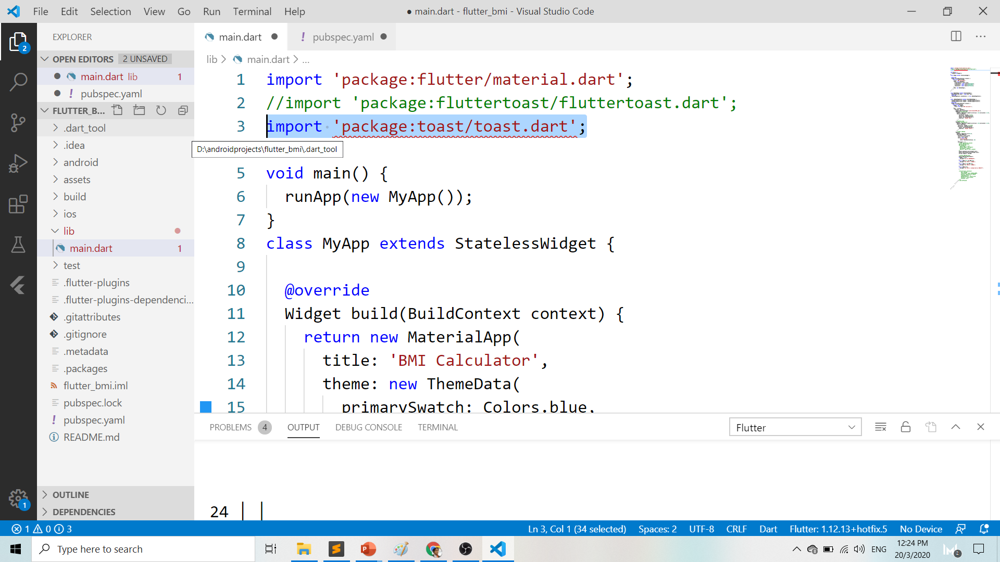 File Edit Selection View Go Run Terminal Help
● main.dart - flutter_bmi - Visual Studio Code
EXPLORER
OPEN EDITORS 2 UNSAVED
main.dart lib 1
! pubspec.yaml
FLUTTER_B...
.dart_tool
.idea
android
assets
build
ios
lib
main.dart 1
test
.flutter-plugins
.flutter-plugins-dependenci...
.gitattributes
.gitignore
.metadata
.packages
flutter_bmi.iml
pubspec.lock
! pubspec.yaml
README.md
OUTLINE
DEPENDENCIES
2
1
main.dart ● ! pubspec.yaml ●
lib > main.dart > ...
1 import 'package:flutter/material.dart';
2 //import 'package:fluttertoast/fluttertoast.dart';
3 import 'package:toast/toast.dart';
D:\androidprojects\flutter_bmi\.dart_tool
5 void main() {
6 runApp(new MyApp());
7 }
8 class MyApp extends StatelessWidget {
9
10 @override
11 Widget build(BuildContext context) {
12 return new MaterialApp(
13 title: 'BMI Calculator',
14 theme: new ThemeData(
15 primarySwatch: Colors.blue,
PROBLEMS 4 OUTPUT DEBUG CONSOLE TERMINAL
Flutter
24 | |
1 0 3
Ln 3, Col 1 (34 selected) Spaces: 2 UTF-8 CRLF Dart Flutter: 1.12.13+hotfix.5 No Device
Type here to search
ENG
12:24 PM
20/3/2020
2